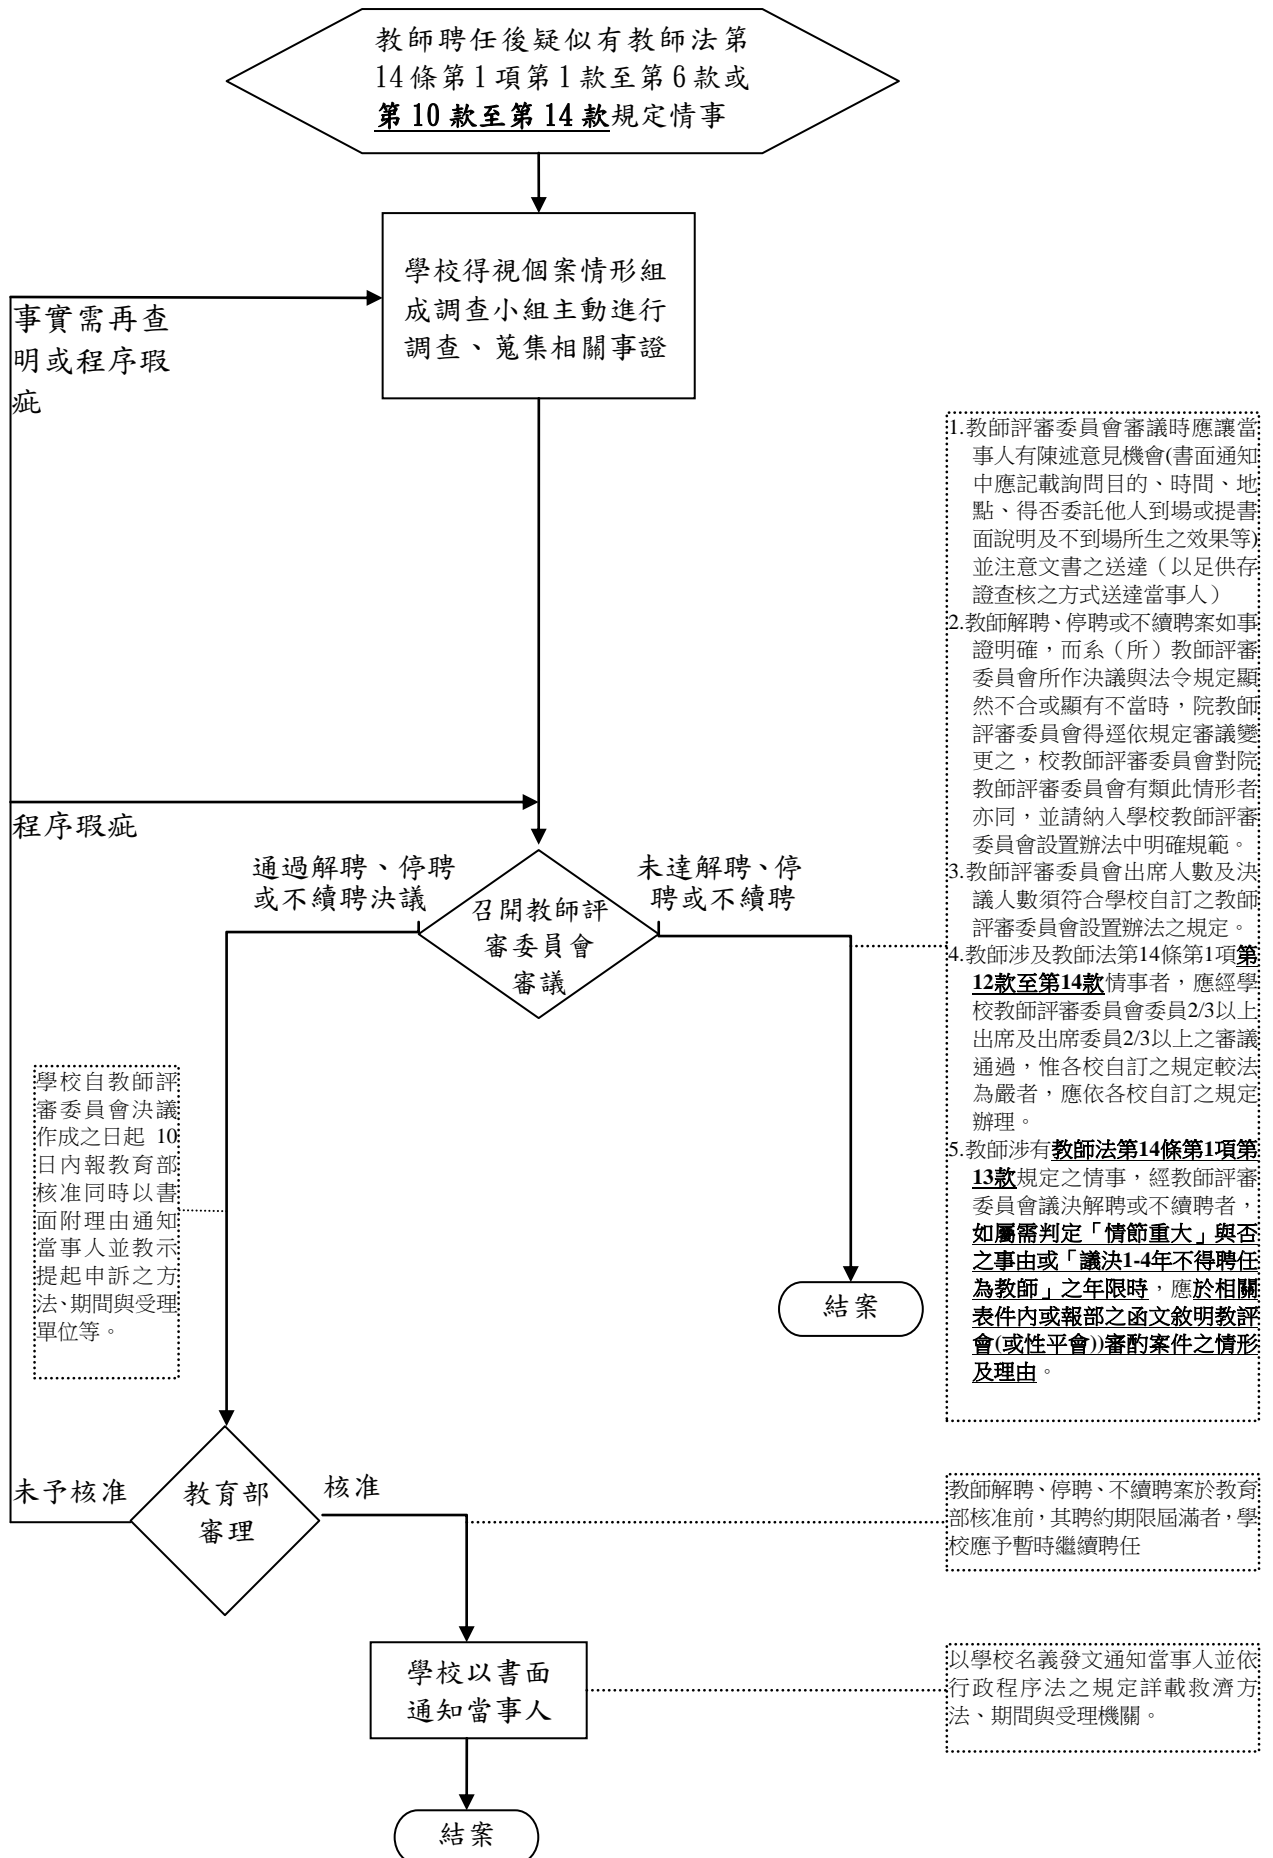 教師聘任後疑似有教師法第
14條第1項第1款至第6款或
第10款至第14款規定情事
學校得視個案情形組
成調查小組主動進行
調查、蒐集相關事證
事實需再查
明或程序瑕
疵
1.教師評審委員會審議時應讓當
事人有陳述意見機會(書面通知
中應記載詢問目的、時間、地
點、得否委託他人到場或提書
面說明及不到場所生之效果等)
並注意文書之送達（以足供存
證查核之方式送達當事人）
2.教師解聘、停聘或不續聘案如事
證明確，而系（所）教師評審
委員會所作決議與法令規定顯
然不合或顯有不當時，院教師
評審委員會得逕依規定審議變
更之，校教師評審委員會對院
教師評審委員會有類此情形者
亦同，並請納入學校教師評審
委員會設置辦法中明確規範。
3.教師評審委員會出席人數及決
議人數須符合學校自訂之教師
評審委員會設置辦法之規定。
4.教師涉及教師法第14條第1項第
12款至第14款情事者，應經學
校教師評審委員會委員2/3以上
出席及出席委員2/3以上之審議
通過，惟各校自訂之規定較法
為嚴者，應依各校自訂之規定
辦理。
5.教師涉有教師法第14條第1項第
13款規定之情事，經教師評審
委員會議決解聘或不續聘者，
如屬需判定「情節重大」與否
之事由或「議決1-4年不得聘任
為教師」之年限時，應於相關
表件內或報部之函文敘明教評
會(或性平會))審酌案件之情形
及理由。
程序瑕疵
通過解聘、停聘
或不續聘決議
未達解聘、停
聘或不續聘
召開教師評
審委員會
審議
學校自教師評
審委員會決議
作成之日起 10
日內報教育部
核准同時以書
面附理由通知
當事人並教示
提起申訴之方
法、期間與受理
單位等。
結案
未予核准
教育部
審理
核准
教師解聘、停聘、不續聘案於教育
部核准前，其聘約期限屆滿者，學
校應予暫時繼續聘任
學校以書面
通知當事人
以學校名義發文通知當事人並依
行政程序法之規定詳載救濟方
法、期間與受理機關。
結案